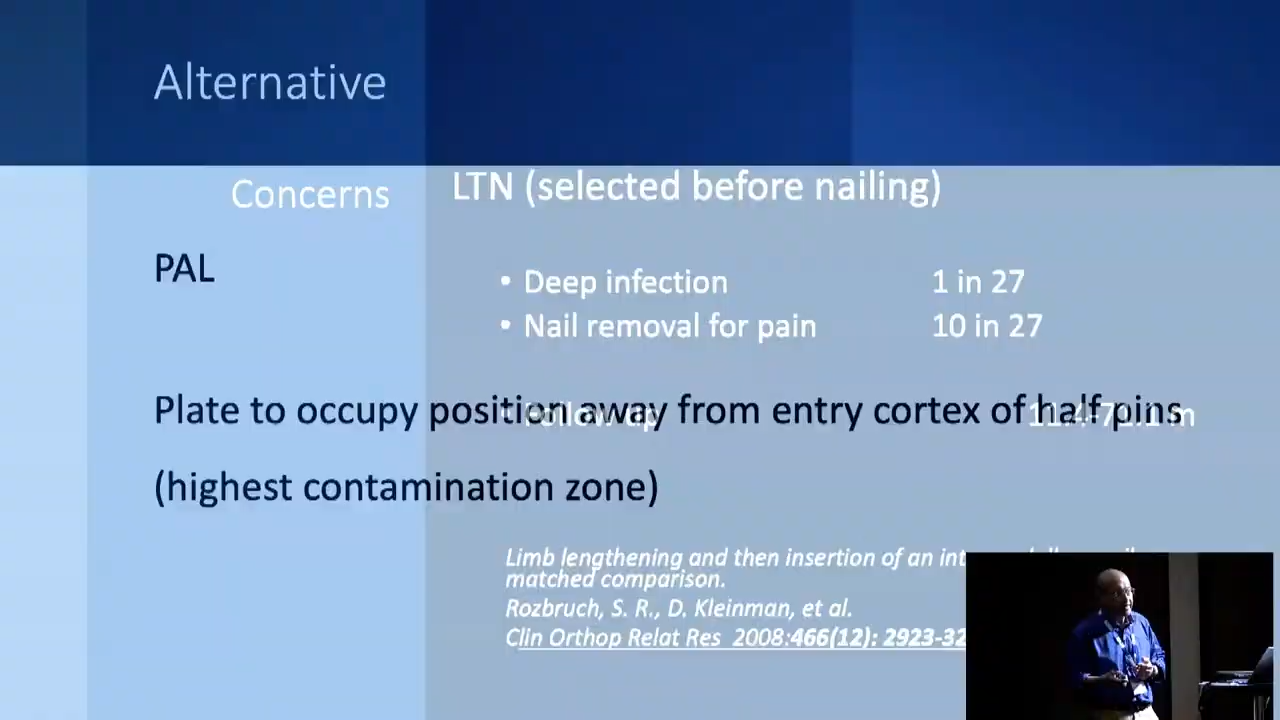 Alternative
Concerns
LTN (selected before nailing)
PAL
• Deep infection 1 in 27
• Nail removal for pain 10 in 27
Plate to occupy position away from entry cortex of half pins
(highest contamination zone)
Limb lengthening and then insertion of an
matched comparison.
Rozbruch, S. R., D. Kleinman, et al.
Clin Orthop Relat Res 2008:466(12): 2923-32